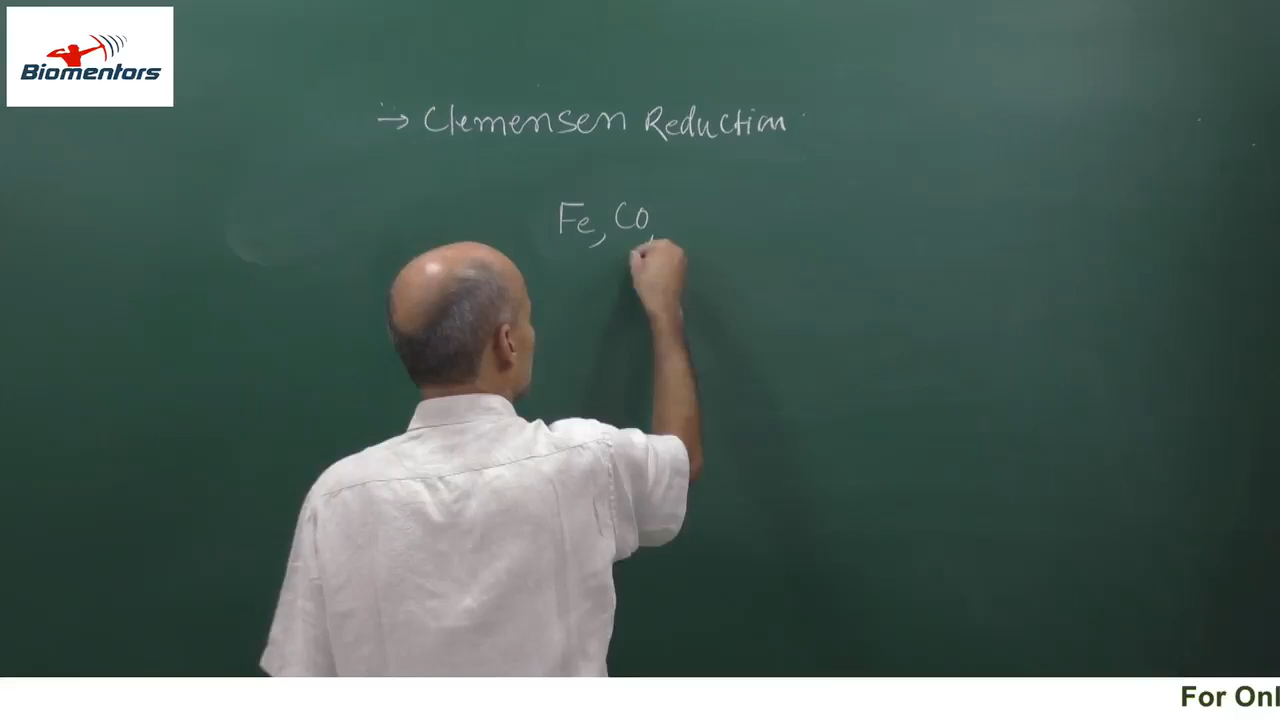 Biomentors
→ Clemensen Reduction
Fe, Co,
For Onl